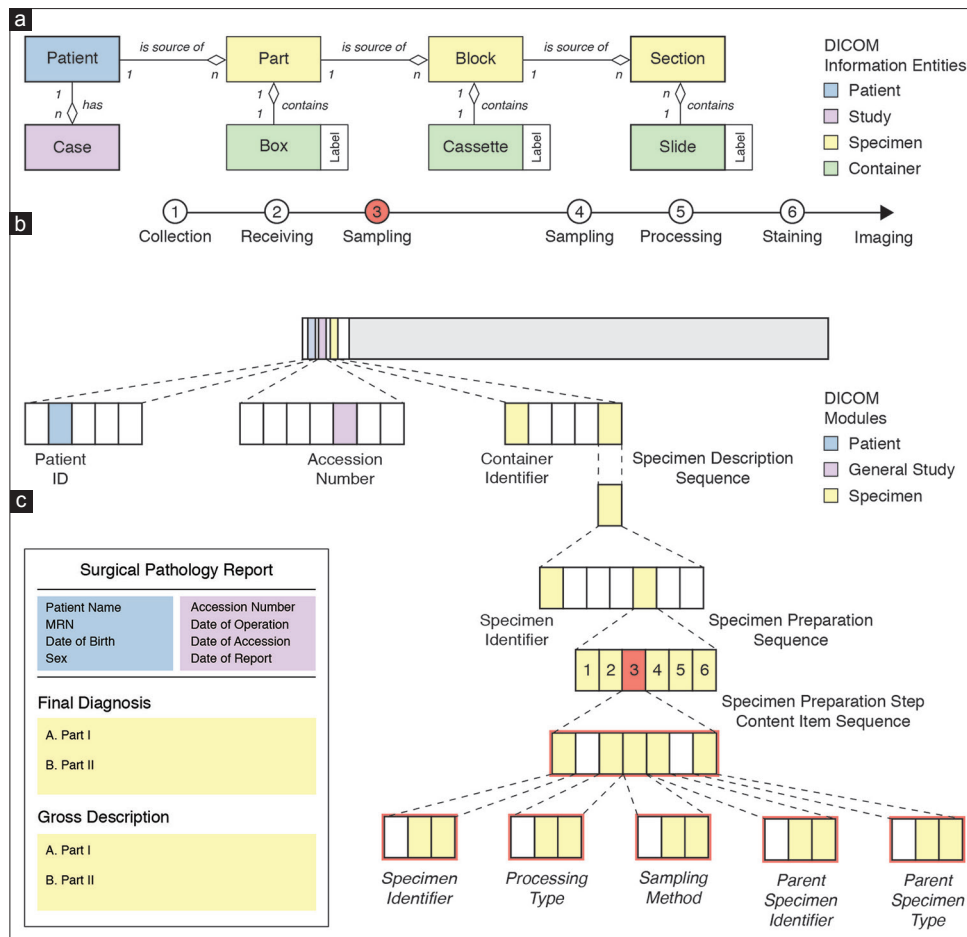 a
Patient
is source of
1
n
Part
is source of
1
n
Block
is source of
1
n
Section
DICOM
Information Entities
Patient
Study
Specimen
Container
1
has
n
1
contains
1
1
contains
1
n
contains
1
Case
Box
Label
Cassette
Label
Slide
Label
b
1
2
3
4
5
6
Collection
Receiving
Sampling
Sampling
Processing
Staining
Imaging
Patient
ID
Accession
Number
Container
Identifier
Specimen Description
Sequence
DICOM
Modules
Patient
General Study
Specimen
Specimen
Identifier
Specimen Preparation
Sequence
1 2 3 4 5 6
Specimen Preparation Step
Content Item Sequence
Specimen
Identifier
Processing
Type
Sampling
Method
Parent
Specimen
Identifier
Parent
Specimen
Type
c
Surgical Pathology Report
Patient Name
MRN
Date of Birth
Sex
Accession Number
Date of Operation
Date of Accession
Date of Report
Final Diagnosis
A. Part I
B. Part II
Gross Description
A. Part I
B. Part II